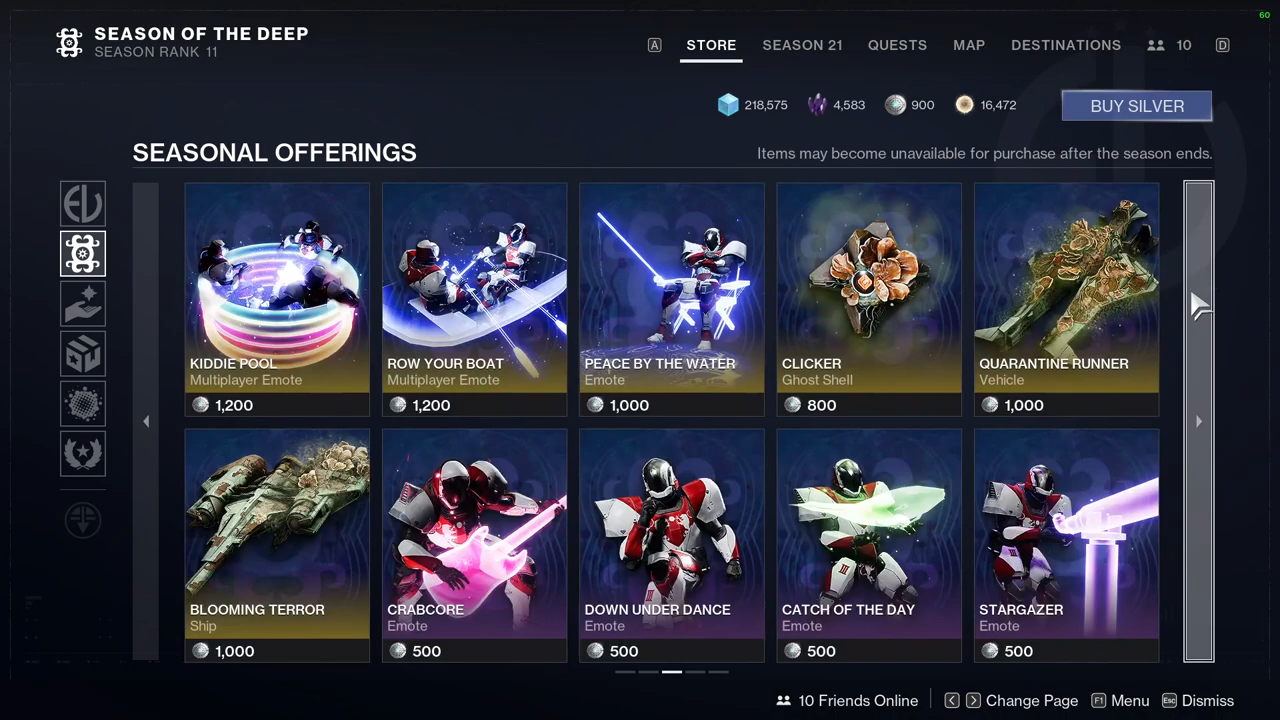 60
SEASON OF THE DEEP
SEASON RANK 11
A STORE SEASON 21 QUESTS MAP DESTINATIONS 10 D
218,575 4,583 900 16,472 BUY SILVER
SEASONAL OFFERINGS
Items may become unavailable for purchase after the season ends.
KIDDIE POOL
Multiplayer Emote
1,200
ROW YOUR BOAT
Multiplayer Emote
1,200
PEACE BY THE WATER
Emote
1,000
CLICKER
Ghost Shell
800
QUARANTINE RUNNER
Vehicle
1,000
BLOOMING TERROR
Ship
1,000
CRABCORE
Emote
500
DOWN UNDER DANCE
Emote
500
CATCH OF THE DAY
Emote
500
STARGAZER
Emote
500
10 Friends Online < > Change Page F1 Menu Esc Dismiss